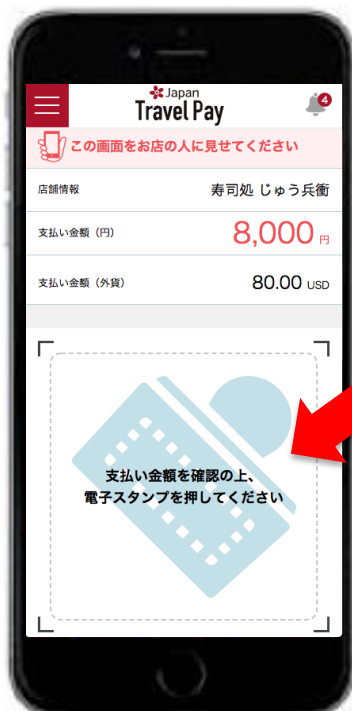 Japan
Travel Pay
4
この画面をお店の人に見せてください
店舗情報 寿司処 じゅう兵衛
支払い金額（円） 8,000 円
支払い金額（外貨） 80.00 USD
支払い金額を確認の上、
電子スタンプを押してください